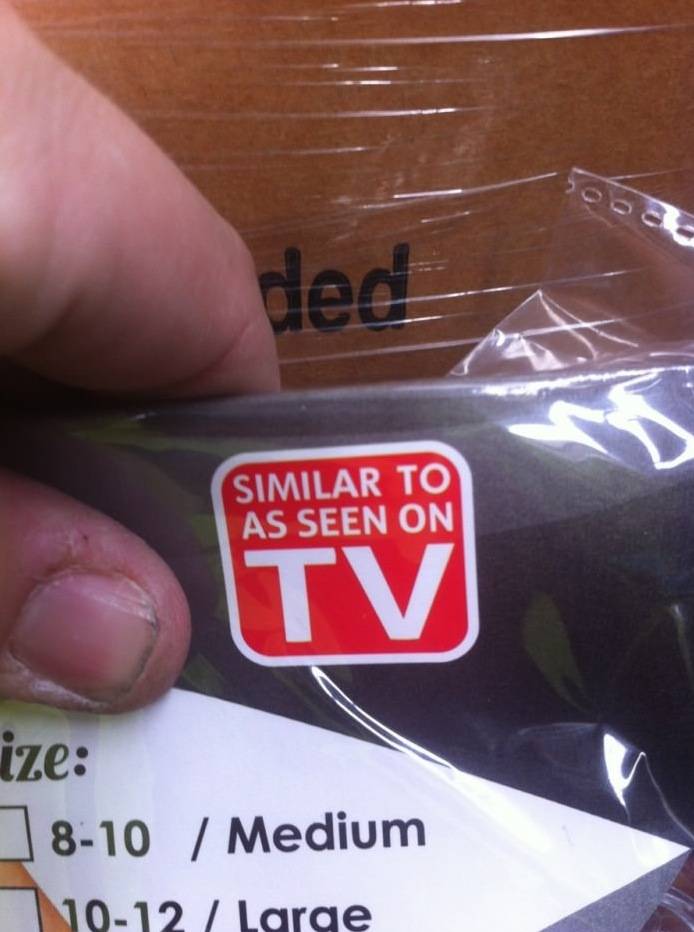 ded
SIMILAR TO
AS SEEN ON
TV
ize:
8-10 / Medium
10-12 / Large